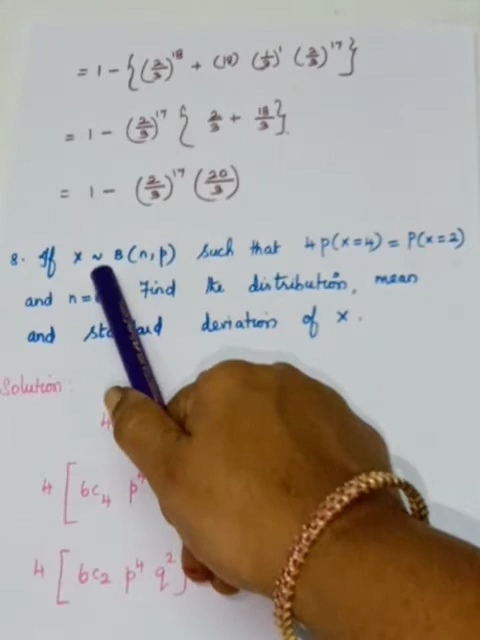 = 1 - { (2/3)^18 + (18) (1/3)^1 (2/3)^17 }
= 1 - (2/3)^17 { 2/3 + 18/3 }.
= 1 - (2/3)^17 (20/3)
8. If X ~ B(n,p) such that 4P(x=4) = P(x=2)
and n= Find the distribution, mean
and deviation of X.
Solution:
4
4 [ 6C4 p^4
4 [ 6C2 p^4 q^2 ]